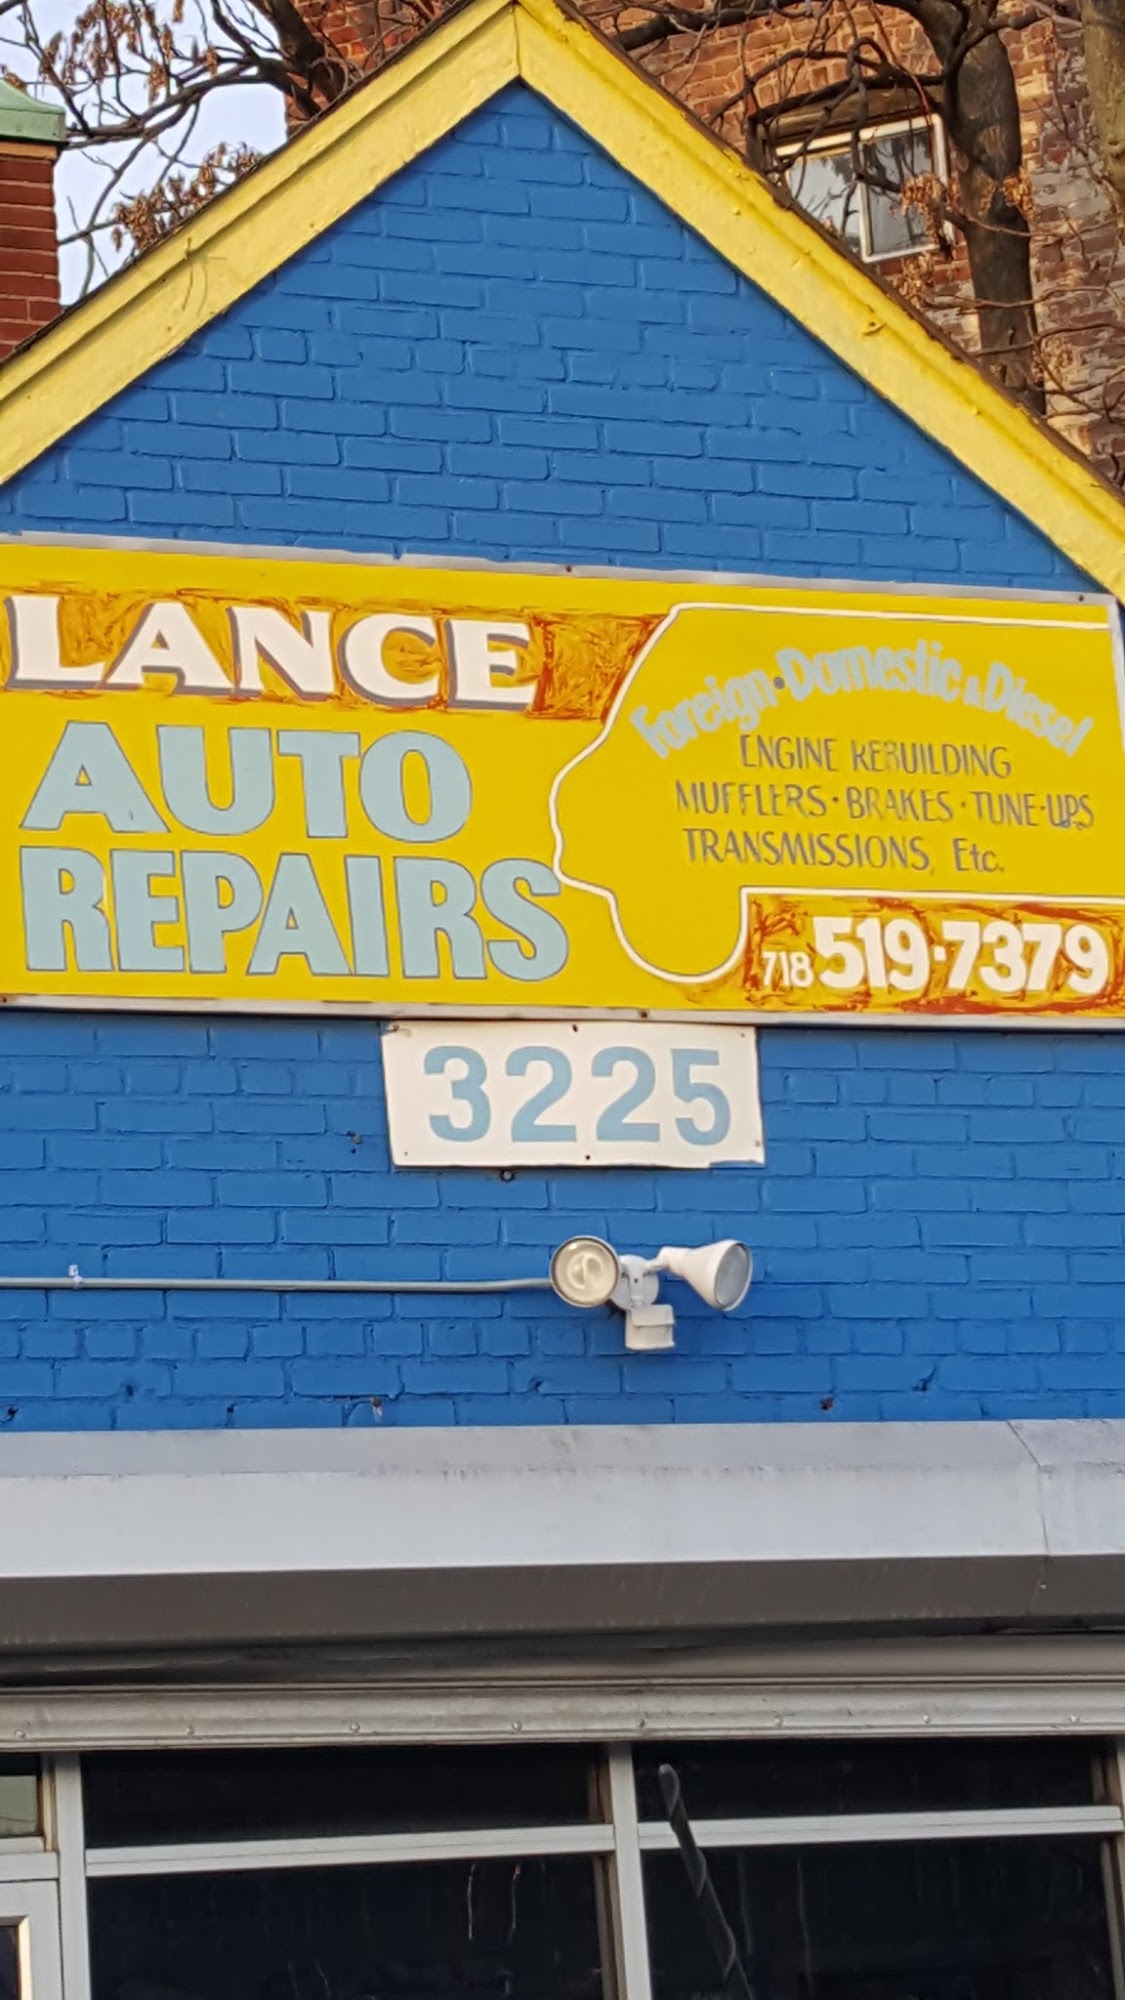 LANCE
AUTO
REPAIRS
Foreign · Domestic & Diesel
ENGINE REBUILDING
MUFFLERS · BRAKES · TUNE-UPS
TRANSMISSIONS, Etc.
718 519-7379
3225